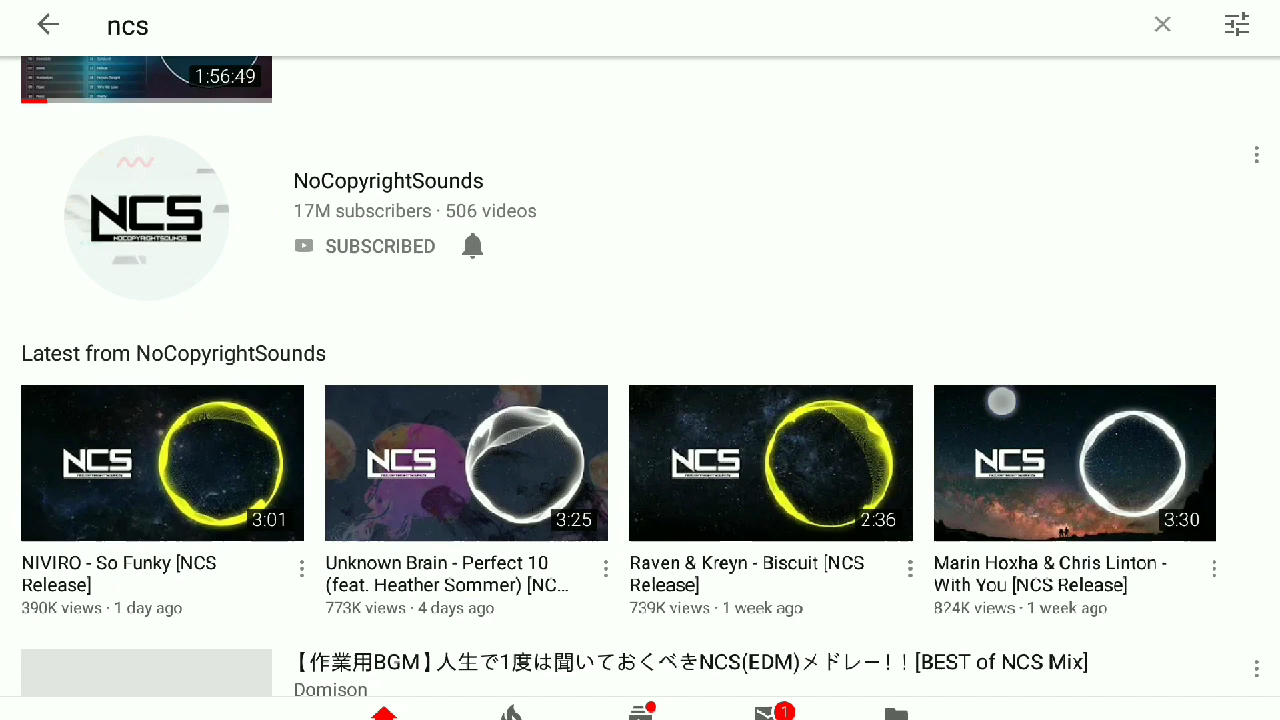 ncs
1:56:49
NCS
NOCOPYRIGHTSOUNDS
NoCopyrightSounds
17M subscribers · 506 videos
SUBSCRIBED
Latest from NoCopyrightSounds
NCS
3:01
NCS
3:25
NCS
2:36
NCS
3:30
NIVIRO - So Funky [NCS
Release]
390K views · 1 day ago
Unknown Brain - Perfect 10
(feat. Heather Sommer) [NC...
773K views · 4 days ago
Raven & Kreyn - Biscuit [NCS
Release]
739K views · 1 week ago
Marin Hoxha & Chris Linton -
With You [NCS Release]
824K views · 1 week ago
【作業用BGM】人生で1度は聞いておくべきNCS(EDM)メドレー！！[BEST of NCS Mix]
Domison
1